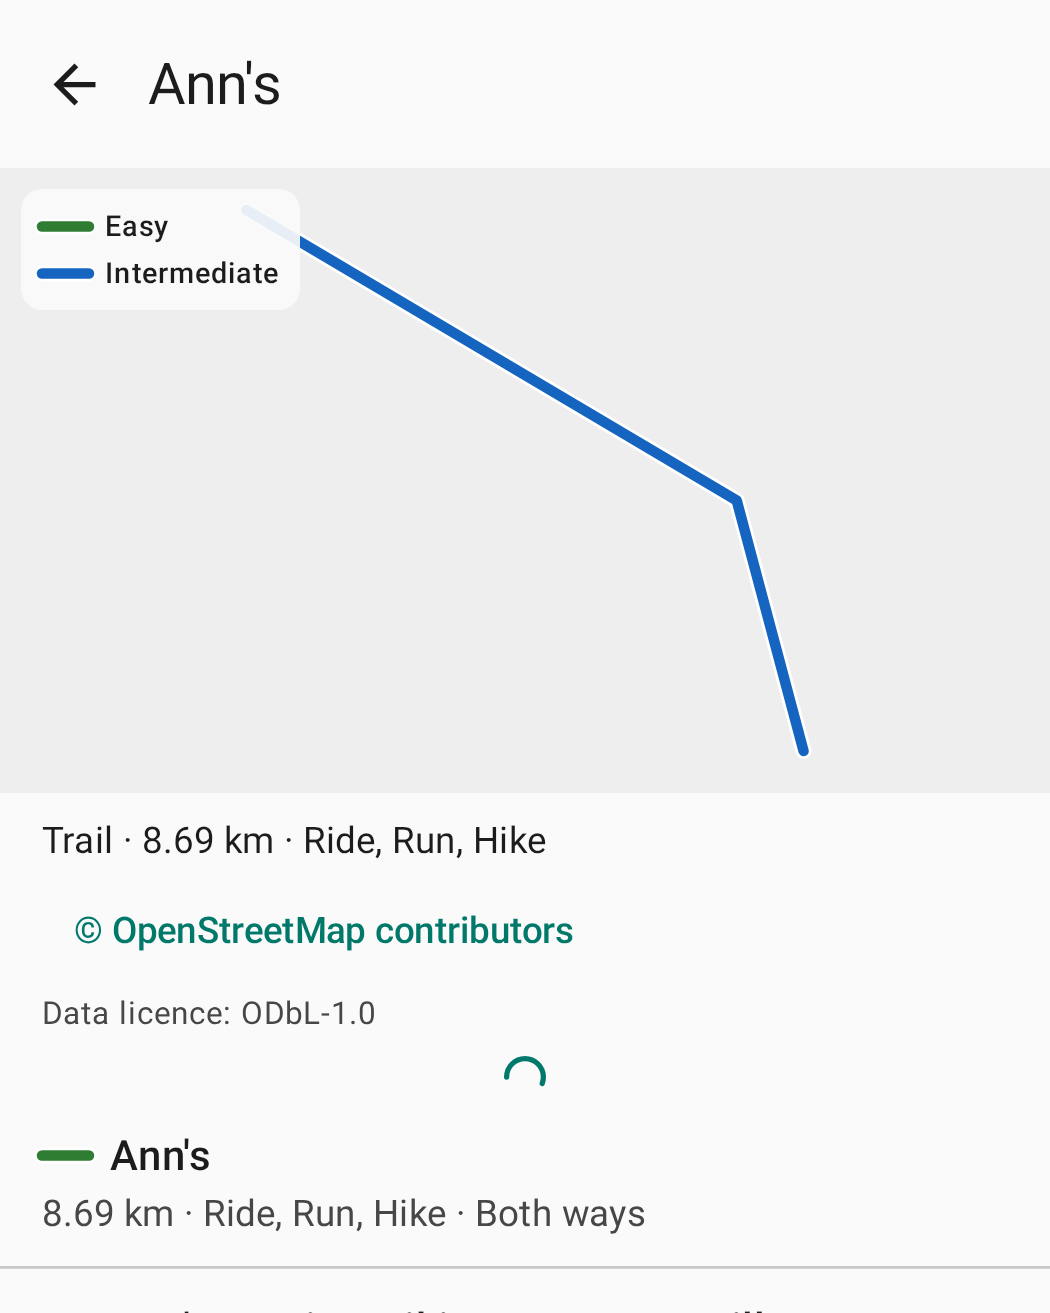 Ann's
Easy
Intermediate
Trail · 8.69 km · Ride, Run, Hike
© OpenStreetMap contributors
Data licence: ODbL-1.0
Ann's
8.69 km · Ride, Run, Hike · Both ways